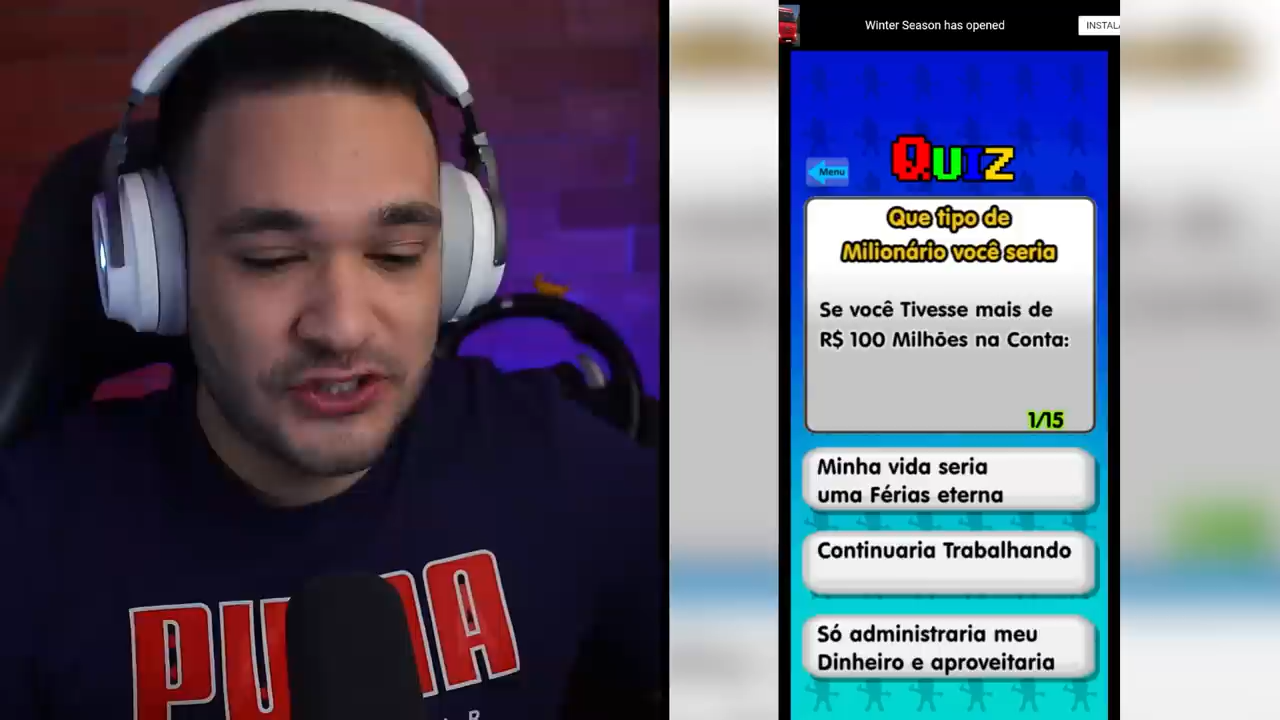 Winter Season has opened
Menu
QUIZ
Que tipo de
Milionário você seria
Se você Tivesse mais de
R$ 100 Milhões na Conta:
1/15
Minha vida seria
uma Férias eterna
Continuaria Trabalhando
Só administraria meu
Dinheiro e aproveitaria
PUMA